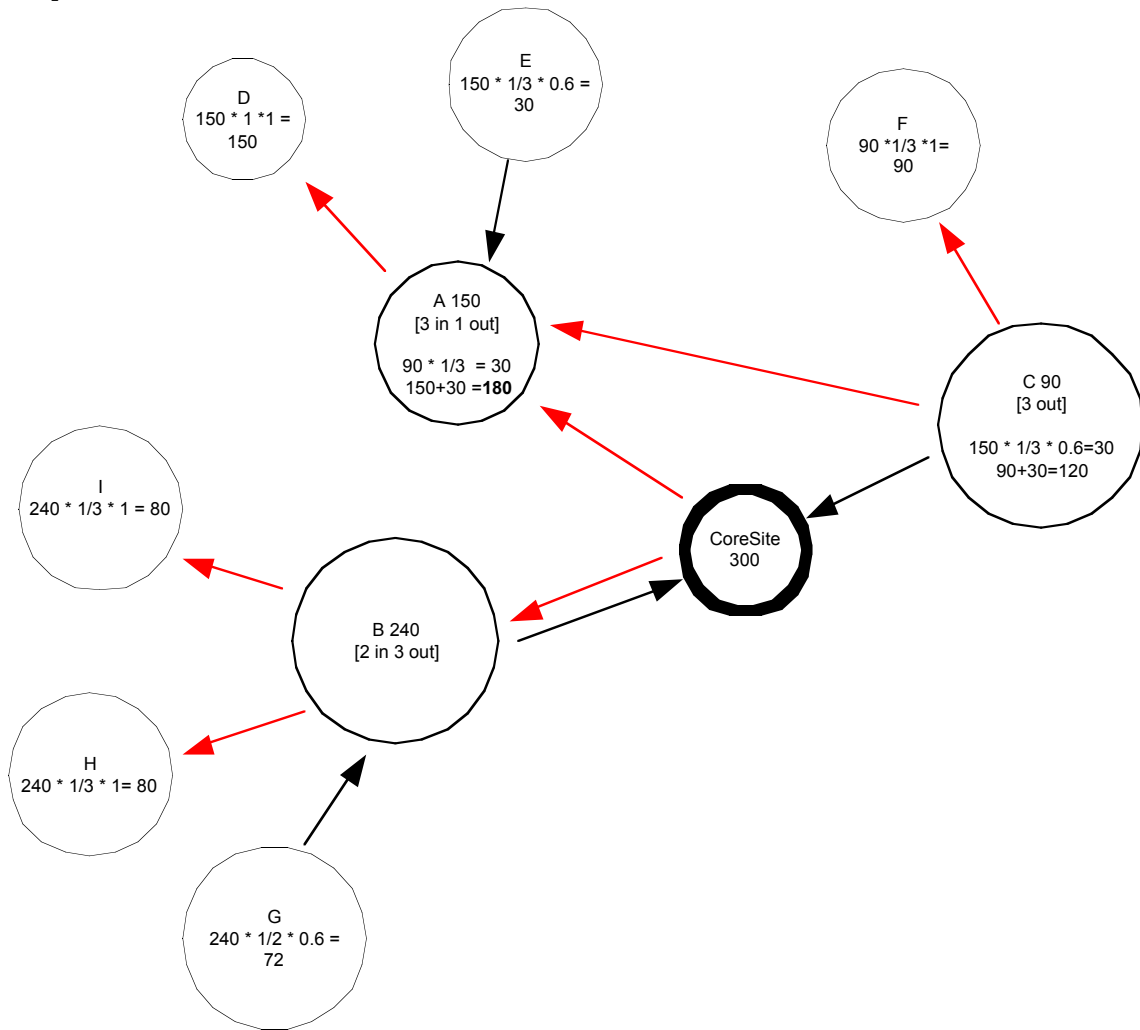 E
150 * 1/3 * 0.6 =
30
D
150 * 1 *1 =
150
F
90 *1/3 *1=
90
A 150
[3 in 1 out]
90 * 1/3  = 30
150+30 =180
C 90
[3 out]
150 * 1/3 * 0.6=30
90+30=120
I
240 * 1/3 * 1 = 80
CoreSite
300
B 240
[2 in 3 out]
H
240 * 1/3 * 1= 80
G
240 * 1/2 * 0.6 =
72